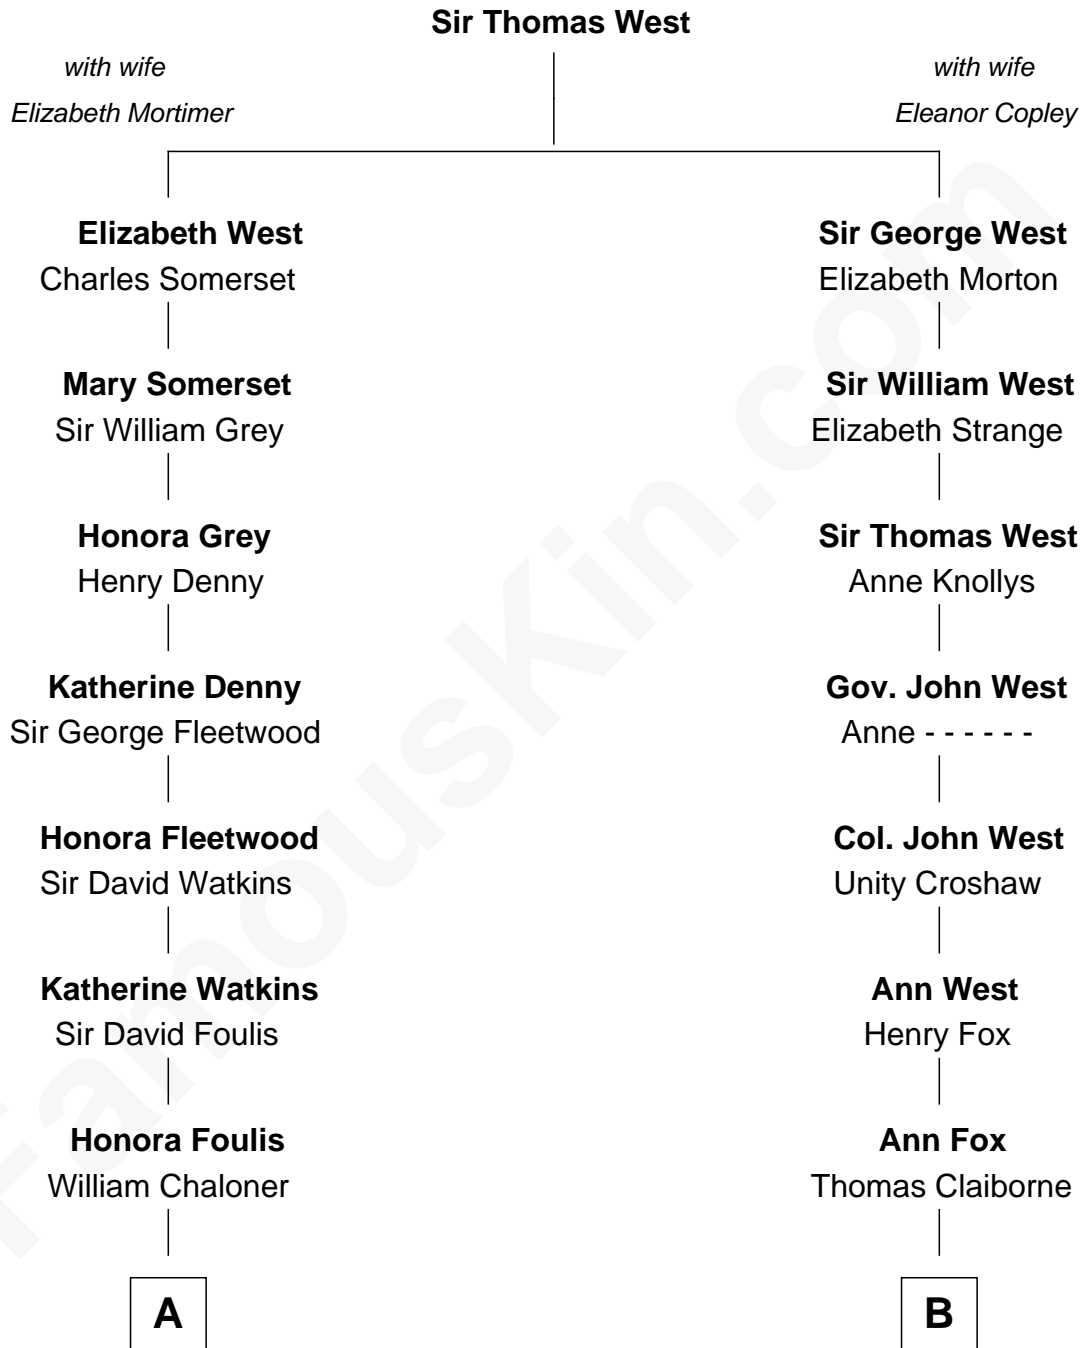 Sir Thomas West
with wife
Elizabeth Mortimer
with wife
Eleanor Copley
Elizabeth West
Charles Somerset
Sir George West
Elizabeth Morton
Mary Somerset
Sir William Grey
Sir William West
Elizabeth Strange
Honora Grey
Henry Denny
Sir Thomas West
Anne Knollys
Katherine Denny
Sir George Fleetwood
Gov. John West
Anne - - - - - -
Honora Fleetwood
Sir David Watkins
Col. John West
Unity Croshaw
Katherine Watkins
Sir David Foulis
Ann West
Henry Fox
Honora Foulis
William Chaloner
Ann Fox
Thomas Claiborne
A
B
FamousKin.com